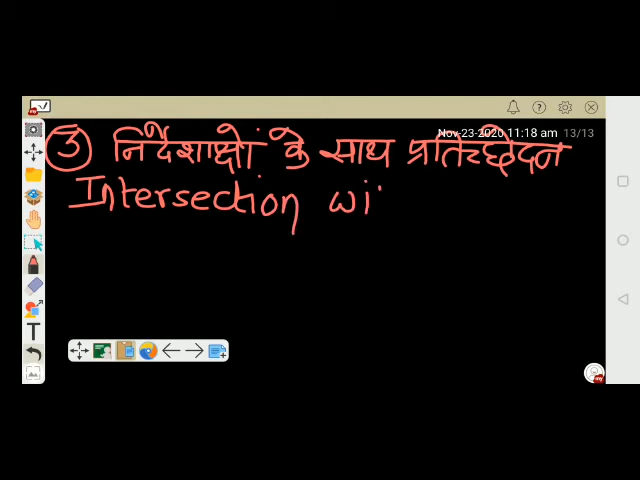 Nov-23-2020 11:18 am 13/13
③ निर्देशाक्षों के साथ प्रतिच्छेदन
Intersection wi
T